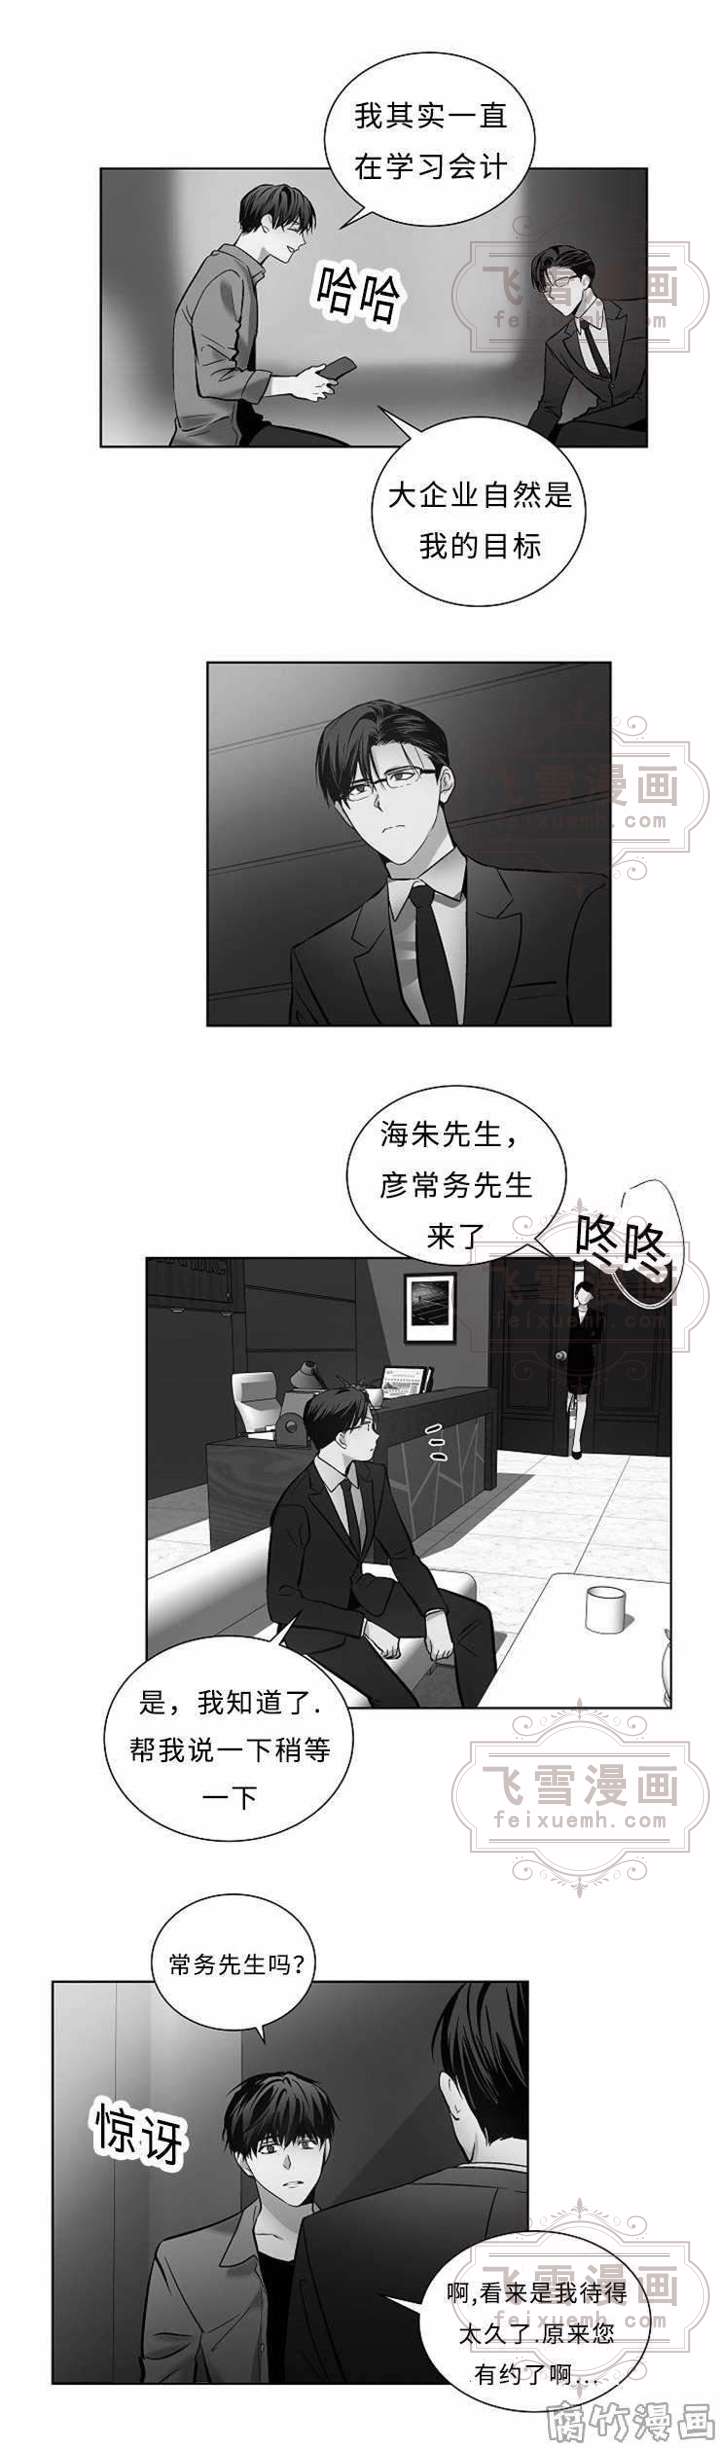 我其实一直
在学习会计
哈哈
飞雪漫画
feixuemh.com
大企业自然是
我的目标
飞雪漫画
feixuemh.com
海朱先生，
彦常务先生
来了
咚咚
飞雪漫画
feixuemh.com
是，我知道了.
帮我说一下稍等
一下
飞雪漫画
feixuemh.com
常务先生吗?
惊讶
飞雪漫画
feixuemh.com
啊,看来是我待得
太久了.原来您
有约了啊...
腐竹漫画